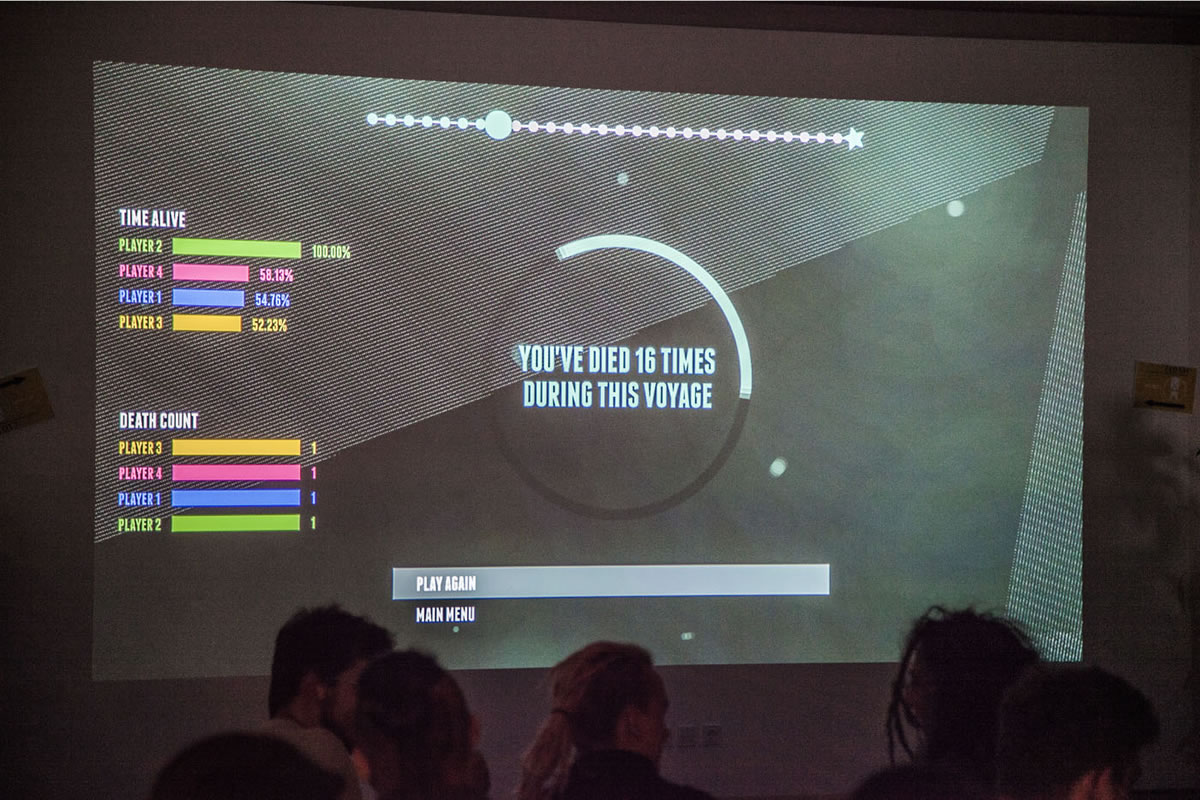 TIME ALIVE
PLAYER 2 100.00%
PLAYER 4 58.13%
PLAYER 1 54.76%
PLAYER 3 52.23%
YOU'VE DIED 16 TIMES
DURING THIS VOYAGE
DEATH COUNT
PLAYER 3 1
PLAYER 4 1
PLAYER 1 1
PLAYER 2 1
PLAY AGAIN
MAIN MENU